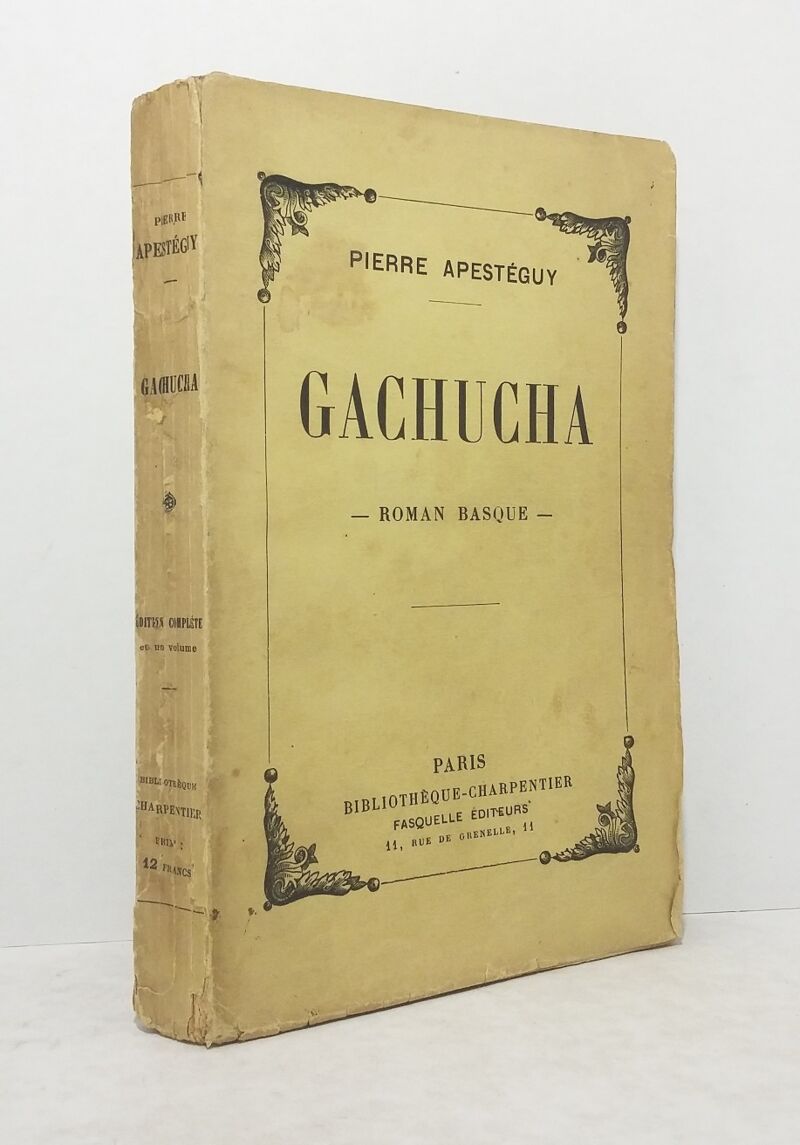 PIERRE
APESTÉGUY
GACHUCHA
ÉDITION COMPLÈTE
en un volume
BIBLIOTHÈQUE
CHARPENTIER
PRIX :
12 FRANCS
PIERRE APESTÉGUY
GACHUCHA
— ROMAN BASQUE —
PARIS
BIBLIOTHÈQUE-CHARPENTIER
FASQUELLE ÉDITEURS
11, RUE DE GRENELLE, 11